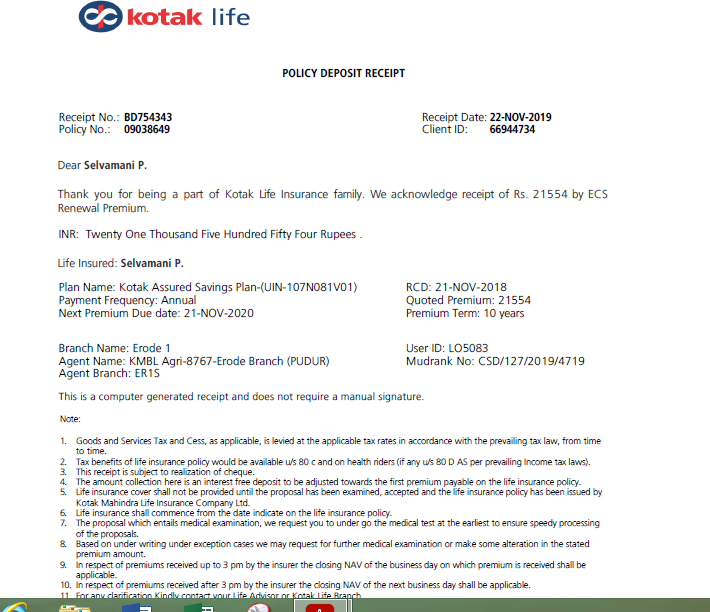 kotak life
POLICY DEPOSIT RECEIPT
Receipt No.: BD754343 Receipt Date: 22-NOV-2019
Policy No.: 09038649 Client ID: 66944734
Dear Selvamani P.
Thank you for being a part of Kotak Life Insurance family. We acknowledge receipt of Rs. 21554 by ECS
Renewal Premium.
INR: Twenty One Thousand Five Hundred Fifty Four Rupees .
Life Insured: Selvamani P.
Plan Name: Kotak Assured Savings Plan-(UIN-107N081V01) RCD: 21-NOV-2018
Payment Frequency: Annual Quoted Premium: 21554
Next Premium Due date: 21-NOV-2020 Premium Term: 10 years
Branch Name: Erode 1 User ID: LO5083
Agent Name: KMBL Agri-8767-Erode Branch (PUDUR) Mudrank No: CSD/127/2019/4719
Agent Branch: ER1S
This is a computer generated receipt and does not require a manual signature.
Note:
1. Goods and Services Tax and Cess, as applicable, is levied at the applicable tax rates in accordance with the prevailing tax law, from time
to time.
2. Tax benefits of life insurance policy would be available u/s 80 c and on health riders (if any u/s 80 D AS per prevailing Income tax laws).
3. This receipt is subject to realization of cheque.
4. The amount collection here is an interest free deposit to be adjusted towards the first premium payable on the life insurance policy.
5. Life insurance cover shall not be provided until the proposal has been examined, accepted and the life insurance policy has been issued by
Kotak Mahindra Life Insurance Company Ltd.
6. Life insurance shall commence from the date indicate on the life insurance policy.
7. The proposal which entails medical examination, we request you to under go the medical test at the earliest to ensure speedy processing
of the proposals.
8. Based on under writing under exception cases we may request for further medical examination or make some alteration in the stated
premium amount.
9. In respect of premiums received up to 3 pm by the insurer the closing NAV of the business day on which premium is received shall be
applicable.
10. In respect of premiums received after 3 pm by the insurer the closing NAV of the next business day shall be applicable.
11. For any clarification Kindly contact your Life Advisor or Kotak Life Branch